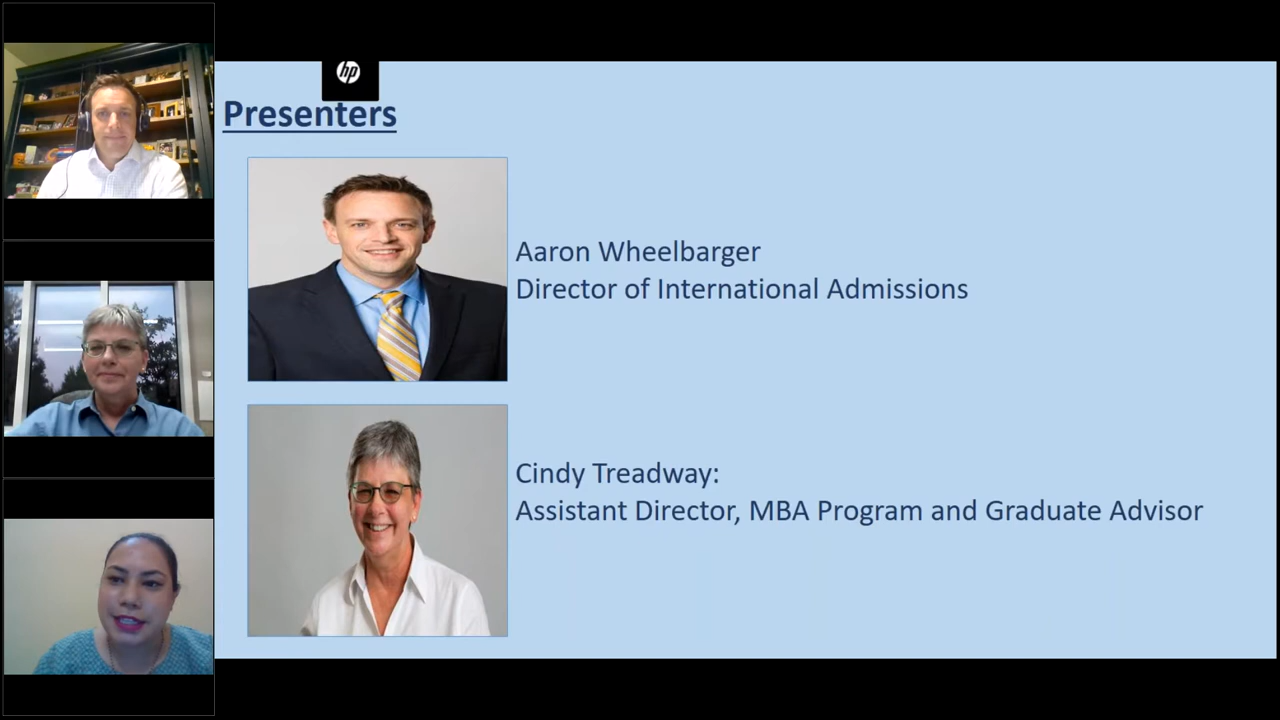 hp
Presenters
Aaron Wheelbarger
Director of International Admissions
Cindy Treadway:
Assistant Director, MBA Program and Graduate Advisor